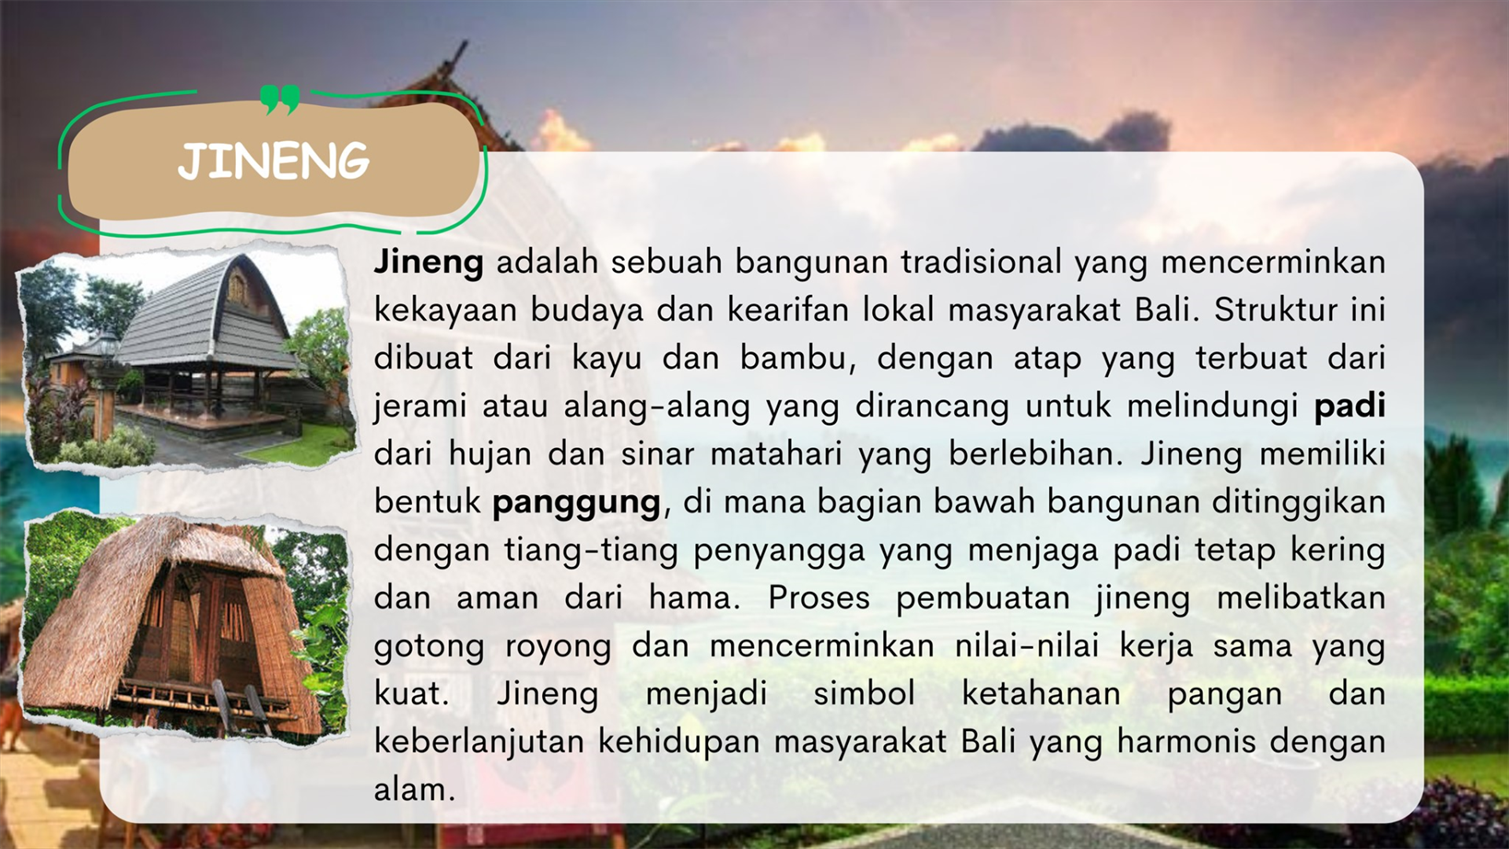 JINENG
Jineng adalah sebuah bangunan tradisional yang mencerminkan
kekayaan budaya dan kearifan lokal masyarakat Bali. Struktur ini
dibuat dari kayu dan bambu, dengan atap yang terbuat dari
jerami atau alang-alang yang dirancang untuk melindungi padi
dari hujan dan sinar matahari yang berlebihan. Jineng memiliki
bentuk panggung, di mana bagian bawah bangunan ditinggikan
dengan tiang-tiang penyangga yang menjaga padi tetap kering
dan aman dari hama. Proses pembuatan jineng melibatkan
gotong royong dan mencerminkan nilai-nilai kerja sama yang
kuat. Jineng menjadi simbol ketahanan pangan dan
keberlanjutan kehidupan masyarakat Bali yang harmonis dengan
alam.